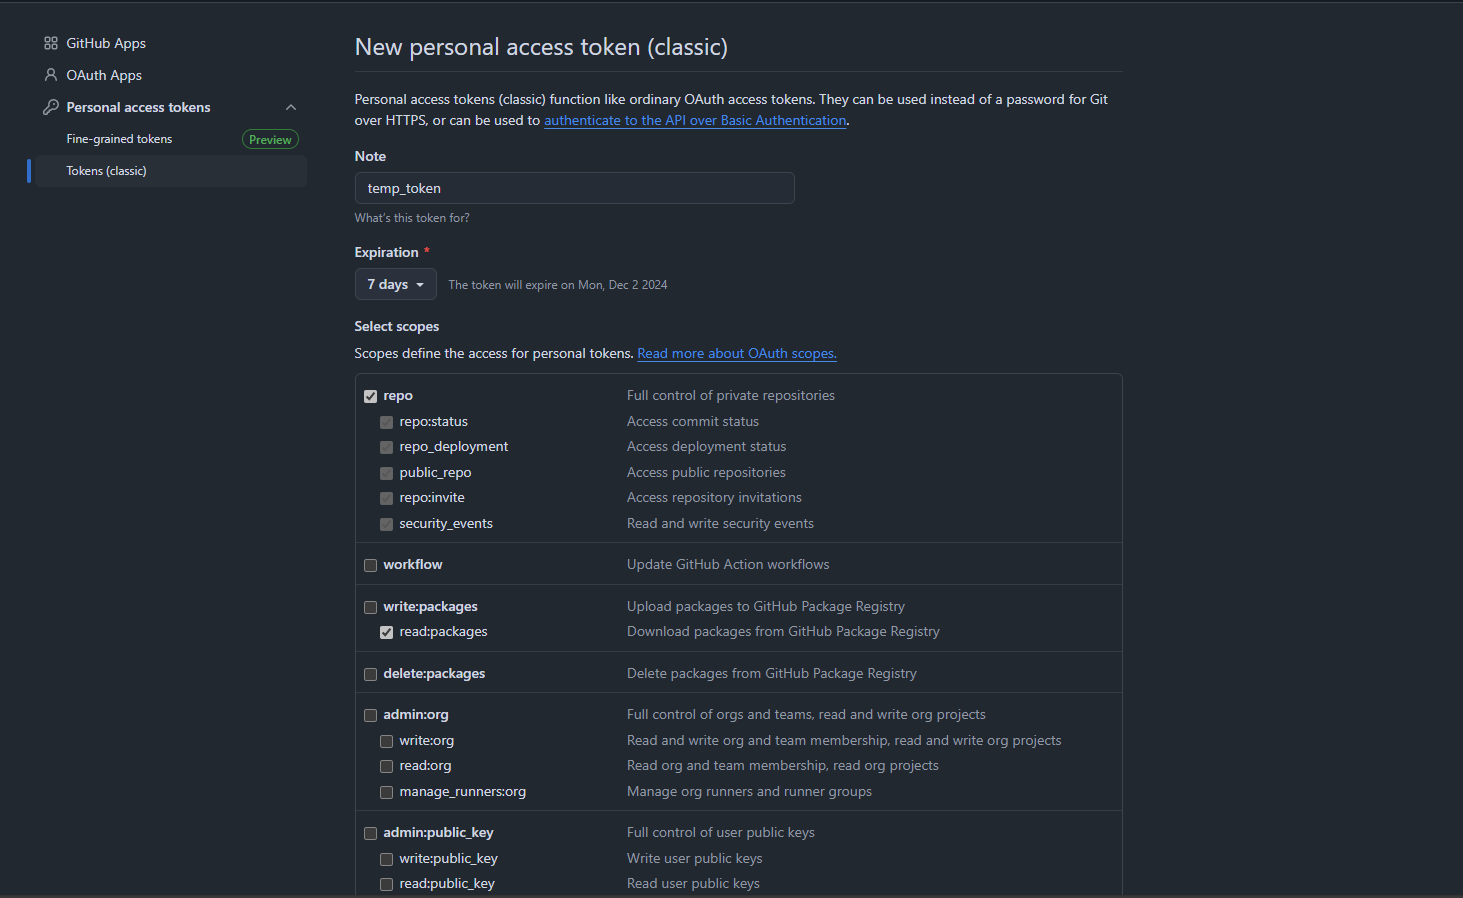 GitHub Apps
OAuth Apps
Personal access tokens
Fine-grained tokens Preview
Tokens (classic)
New personal access token (classic)
Personal access tokens (classic) function like ordinary OAuth access tokens. They can be used instead of a password for Git
over HTTPS, or can be used to authenticate to the API over Basic Authentication.
Note
temp_token
What's this token for?
Expiration *
7 days The token will expire on Mon, Dec 2 2024
Select scopes
Scopes define the access for personal tokens. Read more about OAuth scopes.
repo Full control of private repositories
repo:status Access commit status
repo_deployment Access deployment status
public_repo Access public repositories
repo:invite Access repository invitations
security_events Read and write security events
workflow Update GitHub Action workflows
write:packages Upload packages to GitHub Package Registry
read:packages Download packages from GitHub Package Registry
delete:packages Delete packages from GitHub Package Registry
admin:org Full control of orgs and teams, read and write org projects
write:org Read and write org and team membership, read and write org projects
read:org Read org and team membership, read org projects
manage_runners:org Manage org runners and runner groups
admin:public_key Full control of user public keys
write:public_key Write user public keys
read:public_key Read user public keys